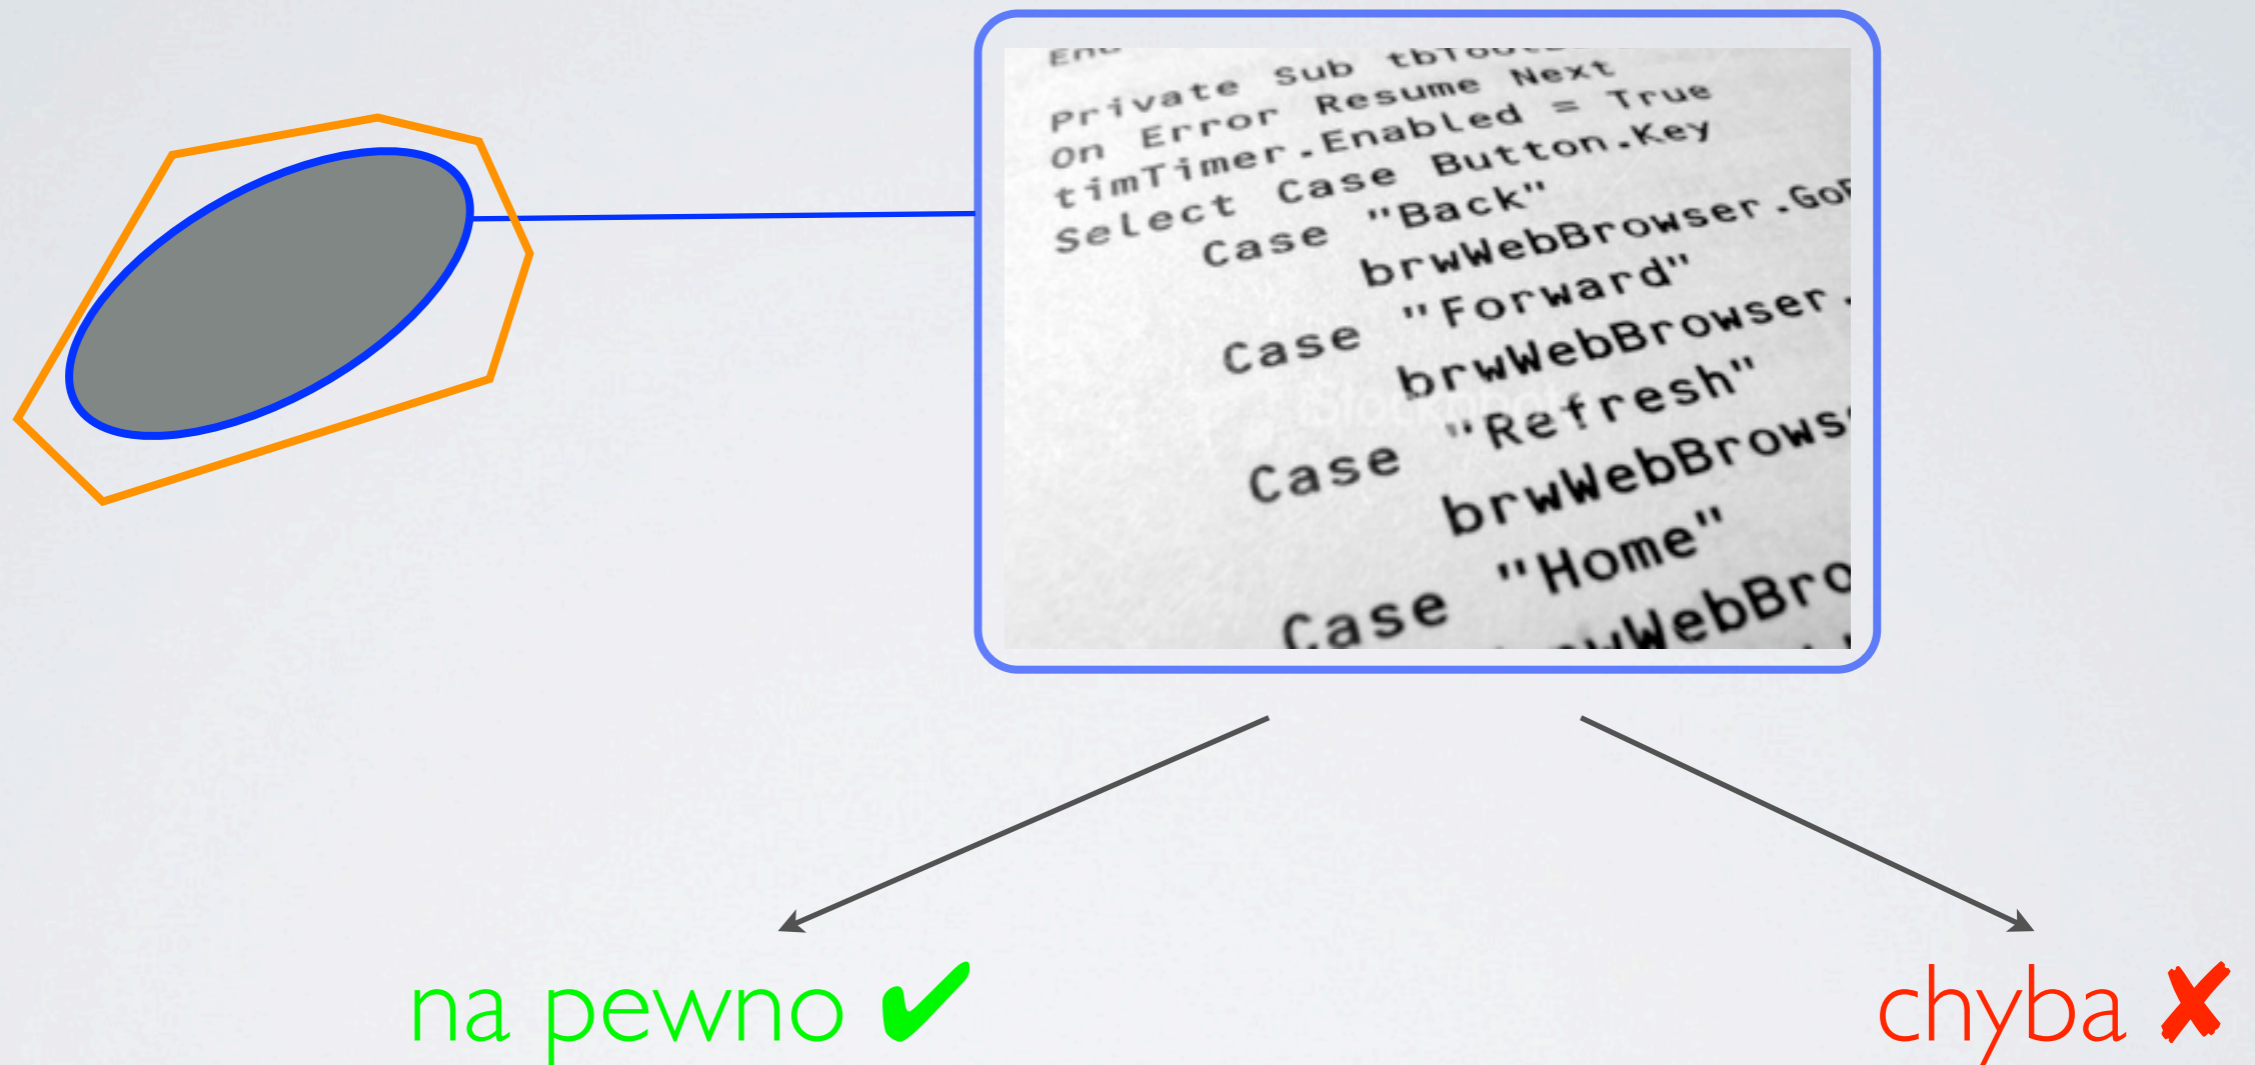 Private Sub
On Error Resume Next
timTimer.Enabled = True
Select Case Button.Key
Case "Back"
brwWebBrowser.
Case "Forward"
brwWebBrowser.
Case "Refresh"
Case "Home"
na pewno ✔
chyba ✘